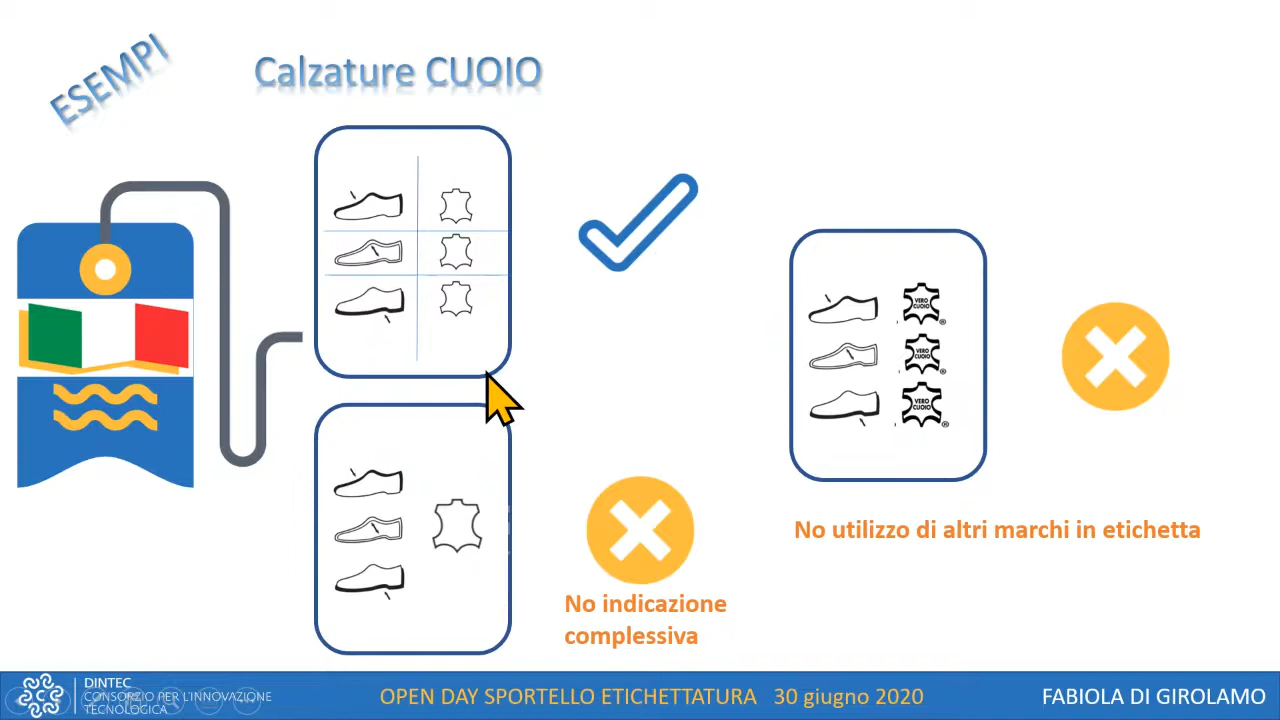 ESEMPI
Calzature CUOIO
VERO
CUOIO
®
VERO
CUOIO
®
VERO
CUOIO
®
No utilizzo di altri marchi in etichetta
No indicazione
complessiva
DINTEC
CONSORZIO PER L'INNOVAZIONE
TECNOLOGICA
OPEN DAY SPORTELLO ETICHETTATURA 30 giugno 2020
FABIOLA DI GIROLAMO